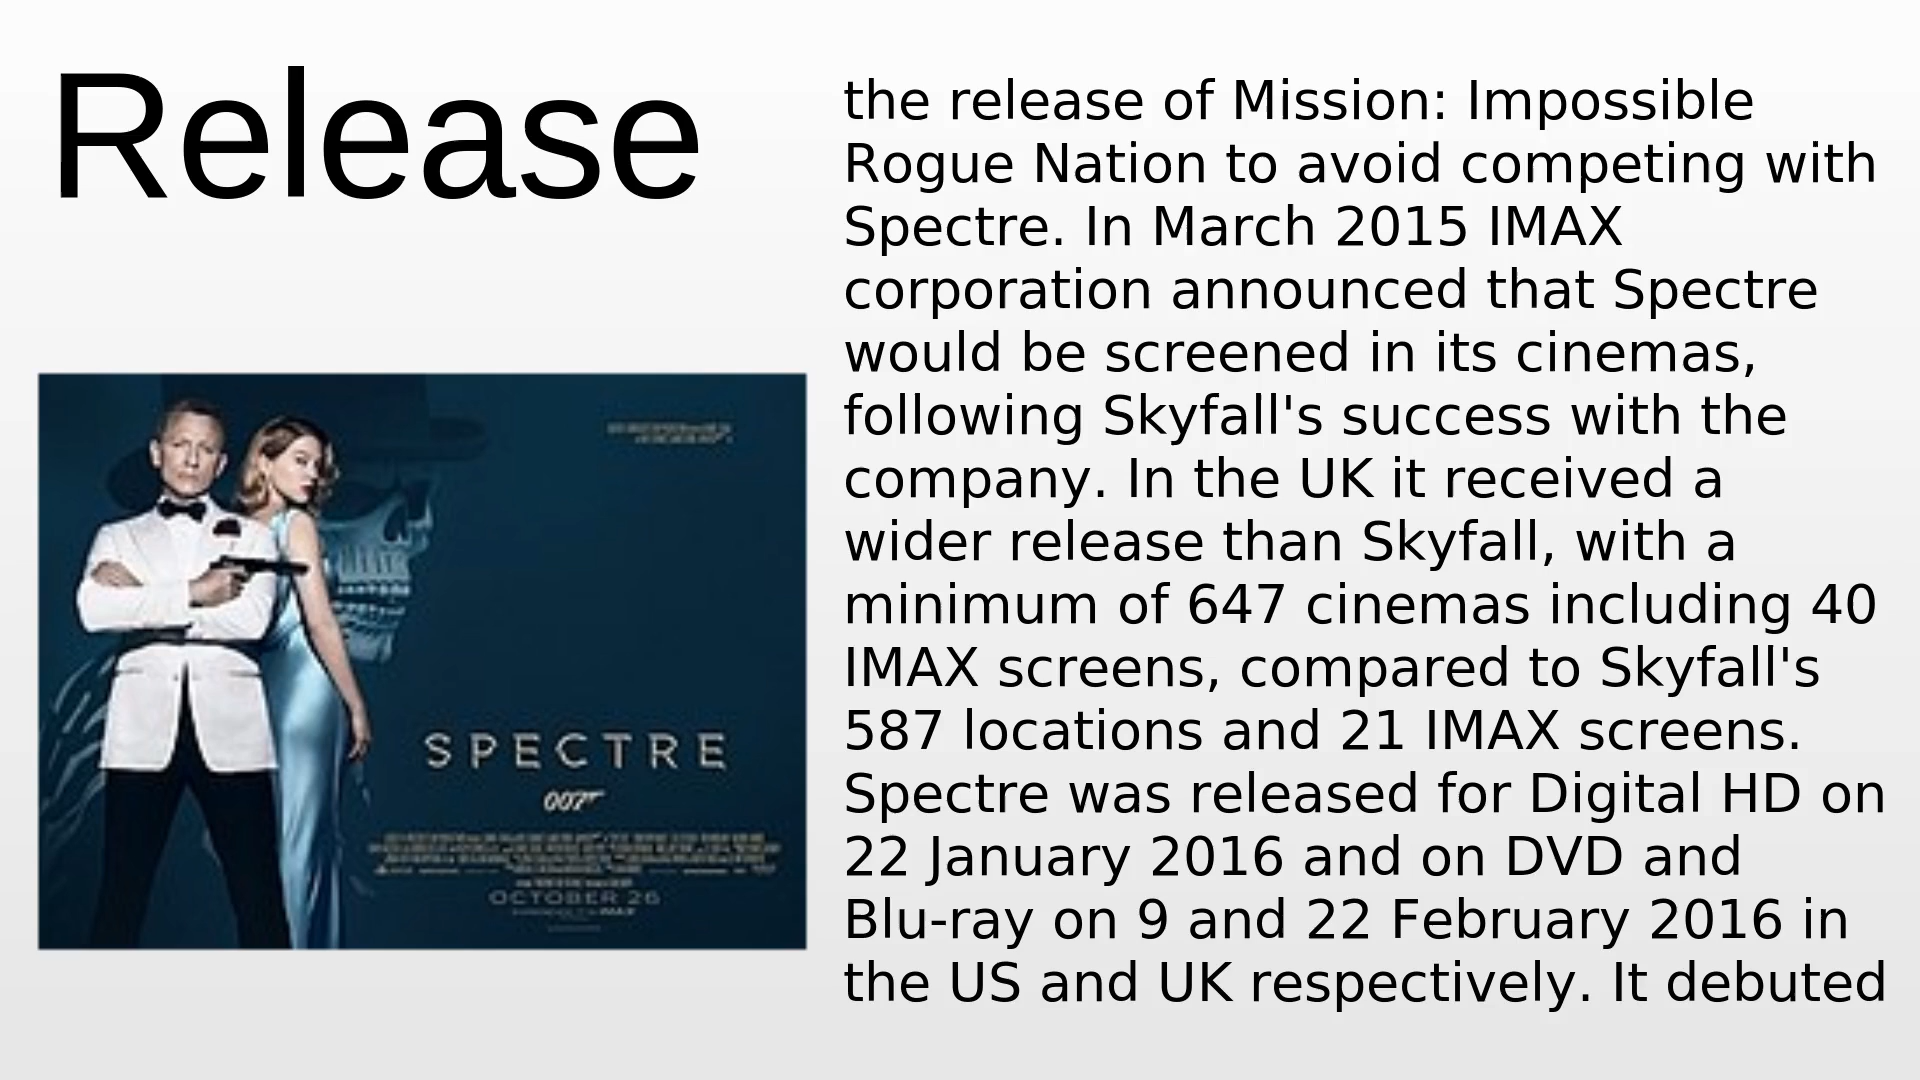 Release
the release of Mission: Impossible
Rogue Nation to avoid competing with
Spectre. In March 2015 IMAX
corporation announced that Spectre
would be screened in its cinemas,
following Skyfall's success with the
company. In the UK it received a
wider release than Skyfall, with a
minimum of 647 cinemas including 40
IMAX screens, compared to Skyfall's
587 locations and 21 IMAX screens.
Spectre was released for Digital HD on
22 January 2016 and on DVD and
Blu-ray on 9 and 22 February 2016 in
the US and UK respectively. It debuted
SPECTRE
007
OCTOBER 26